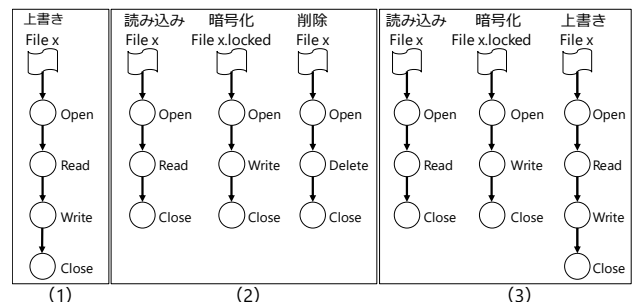 上書き
File x
Open
Read
Write
Close
(1)
読み込み 暗号化 削除
File x File x.locked File x
Open Open Open
Read Write Delete
Close Close Close
(2)
読み込み 暗号化 上書き
File x File x.locked File x
Open Open Open
Read Write Read
Close Close Write
Close
(3)